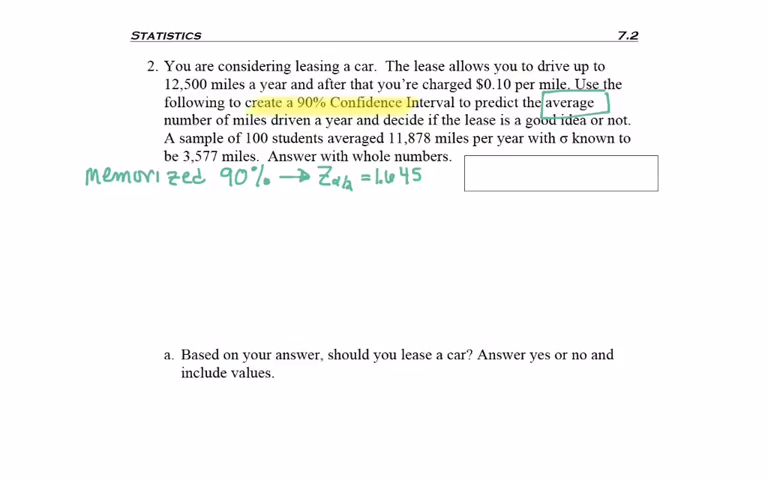 STATISTICS 7.2
2. You are considering leasing a car. The lease allows you to drive up to
12,500 miles a year and after that you're charged $0.10 per mile. Use the
following to create a 90% Confidence Interval to predict the average
number of miles driven a year and decide if the lease is a good idea or not.
A sample of 100 students averaged 11,878 miles per year with σ known to
be 3,577 miles. Answer with whole numbers.
Memorized 90% → Zα/2 = 1.645
a. Based on your answer, should you lease a car? Answer yes or no and
include values.